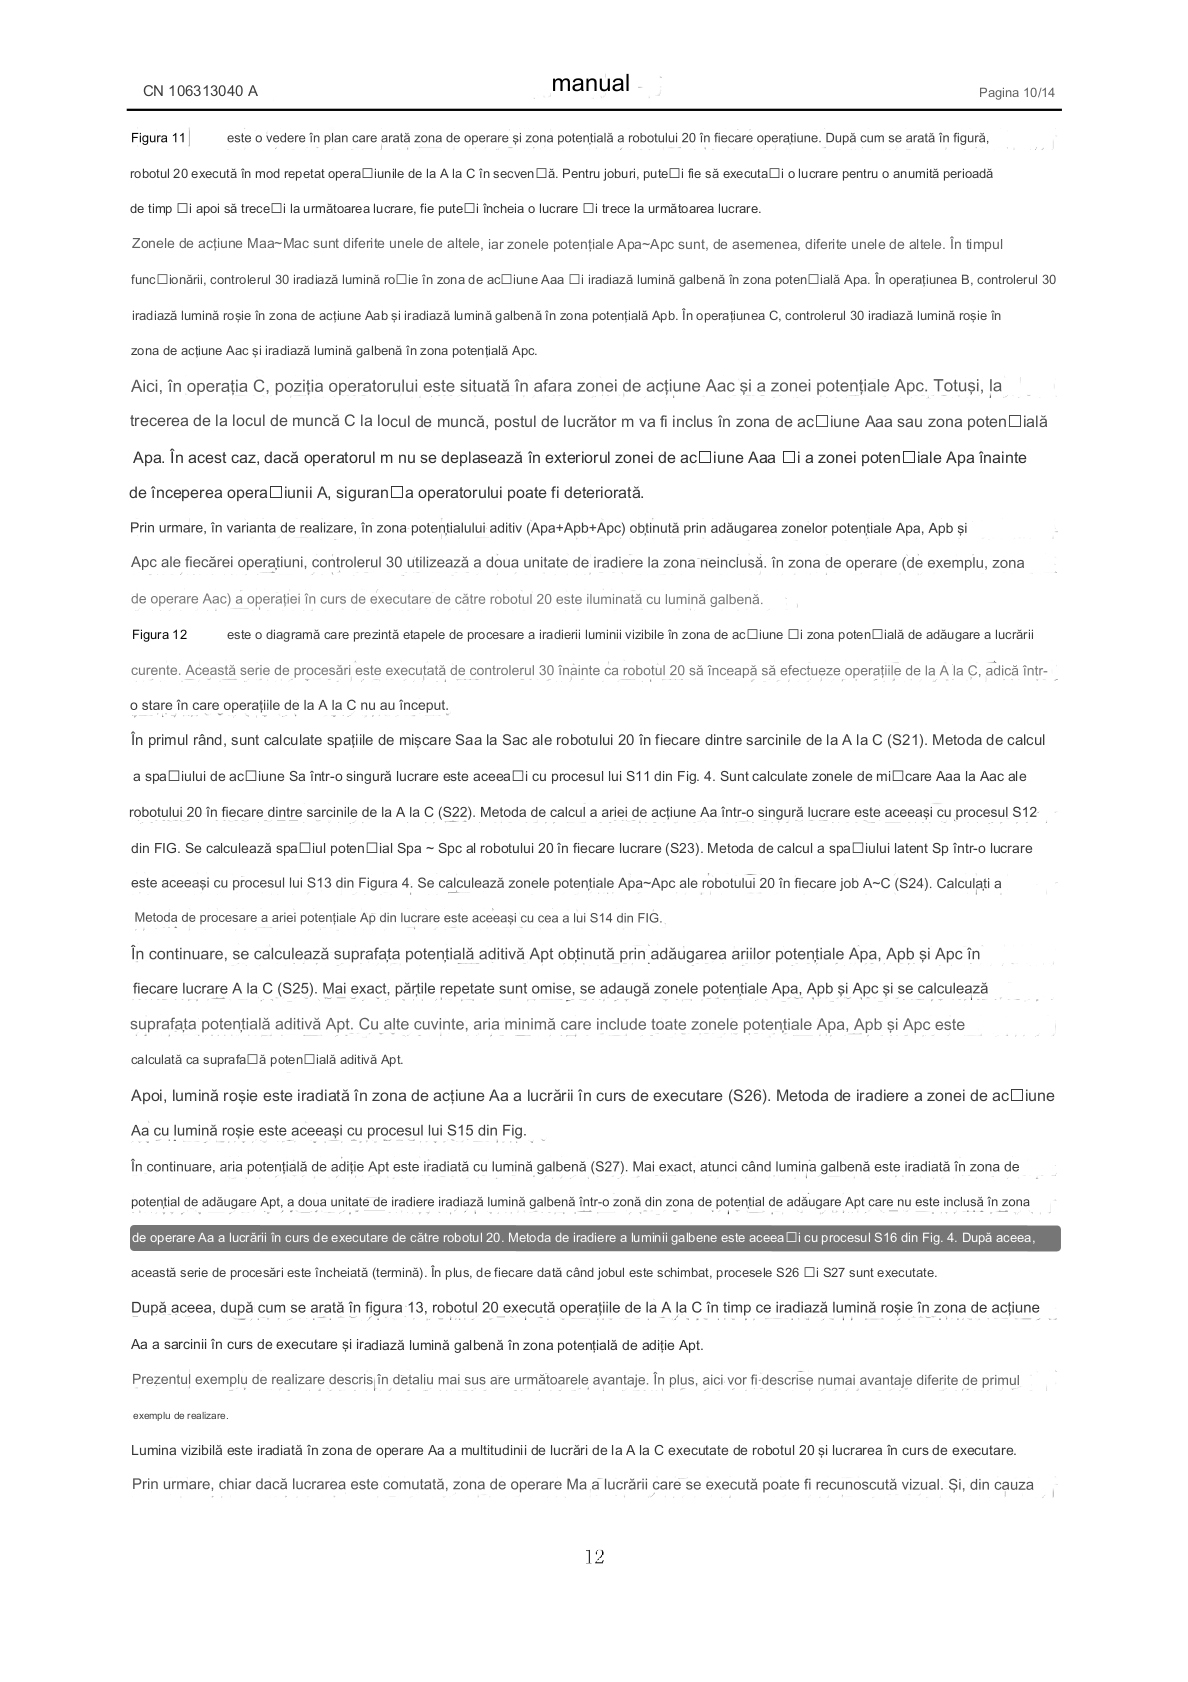 CN 106313040 A
manual
Pagina 10/14
Figura 11 este o vedere în plan care arată zona de operare și zona potențială a robotului 20 în fiecare operațiune. După cum se arată în figură,
robotul 20 execută în mod repetat opera□iunile de la A la C în secven□ă. Pentru joburi, pute□i fie să executa□i o lucrare pentru o anumită perioadă
de timp □i apoi să trece□i la următoarea lucrare, fie pute□i încheia o lucrare □i trece la următoarea lucrare.
Zonele de acțiune Maa~Mac sunt diferite unele de altele, iar zonele potențiale Apa~Apc sunt, de asemenea, diferite unele de altele. În timpul
func□ionării, controlerul 30 iradiază lumină ro□ie în zona de ac□iune Aaa □i iradiază lumină galbenă în zona poten□ială Apa. În operațiunea B, controlerul 30
iradiază lumină roșie în zona de acțiune Aab și iradiază lumină galbenă în zona potențială Apb. În operațiunea C, controlerul 30 iradiază lumină roșie în
zona de acțiune Aac și iradiază lumină galbenă în zona potențială Apc.
Aici, în operația C, poziția operatorului este situată în afara zonei de acțiune Aac și a zonei potențiale Apc. Totuși, la
trecerea de la locul de muncă C la locul de muncă, postul de lucrător m va fi inclus în zona de ac□iune Aaa sau zona poten□ială
Apa. În acest caz, dacă operatorul m nu se deplasează în exteriorul zonei de ac□iune Aaa □i a zonei poten□iale Apa înainte
de începerea opera□iunii A, siguran□a operatorului poate fi deteriorată.
Prin urmare, în varianta de realizare, în zona potențialului aditiv (Apa+Apb+Apc) obținută prin adăugarea zonelor potențiale Apa, Apb și
Apc ale fiecărei operațiuni, controlerul 30 utilizează a doua unitate de iradiere la zona neinclusă. în zona de operare (de exemplu, zona
de operare Aac) a operației în curs de executare de către robotul 20 este iluminată cu lumină galbenă.
Figura 12 este o diagramă care prezintă etapele de procesare a iradierii luminii vizibile în zona de ac□iune □i zona poten□ială de adăugare a lucrării
curente. Această serie de procesări este executată de controlerul 30 înainte ca robotul 20 să înceapă să efectueze operațiile de la A la C, adică într-
o stare în care operațiile de la A la C nu au început.
În primul rând, sunt calculate spațiile de mișcare Saa la Sac ale robotului 20 în fiecare dintre sarcinile de la A la C (S21). Metoda de calcul
a spa□iului de ac□iune Sa într-o singură lucrare este aceea□i cu procesul lui S11 din Fig. 4. Sunt calculate zonele de mi□care Aaa la Aac ale
robotului 20 în fiecare dintre sarcinile de la A la C (S22). Metoda de calcul a ariei de acțiune Aa într-o singură lucrare este aceeași cu procesul S12
din FIG. Se calculează spa□iul poten□ial Spa ~ Spc al robotului 20 în fiecare lucrare (S23). Metoda de calcul a spa□iului latent Sp într-o lucrare
este aceeași cu procesul lui S13 din Figura 4. Se calculează zonele potențiale Apa~Apc ale robotului 20 în fiecare job A~C (S24). Calculați a
Metoda de procesare a ariei potențiale Ap din lucrare este aceeași cu cea a lui S14 din FIG.
În continuare, se calculează suprafața potențială aditivă Apt obținută prin adăugarea ariilor potențiale Apa, Apb și Apc în
fiecare lucrare A la C (S25). Mai exact, părțile repetate sunt omise, se adaugă zonele potențiale Apa, Apb și Apc și se calculează
suprafața potențială aditivă Apt. Cu alte cuvinte, aria minimă care include toate zonele potențiale Apa, Apb și Apc este
calculată ca suprafa□ă poten□ială aditivă Apt.
Apoi, lumină roșie este iradiată în zona de acțiune Aa a lucrării în curs de executare (S26). Metoda de iradiere a zonei de ac□iune
Aa cu lumină roșie este aceeași cu procesul lui S15 din Fig.
În continuare, aria potențială de adiție Apt este iradiată cu lumină galbenă (S27). Mai exact, atunci când lumina galbenă este iradiată în zona de
potențial de adăugare Apt, a doua unitate de iradiere iradiază lumină galbenă într-o zonă din zona de potențial de adăugare Apt care nu este inclusă în zona
de operare Aa a lucrării în curs de executare de către robotul 20. Metoda de iradiere a luminii galbene este aceea□i cu procesul S16 din Fig. 4. După aceea,
această serie de procesări este încheiată (termină). În plus, de fiecare dată când jobul este schimbat, procesele S26 □i S27 sunt executate.
După aceea, după cum se arată în figura 13, robotul 20 execută operațiile de la A la C în timp ce iradiază lumină roșie în zona de acțiune
Aa a sarcinii în curs de executare și iradiază lumină galbenă în zona potențială de adiție Apt.
Prezentul exemplu de realizare descris în detaliu mai sus are următoarele avantaje. În plus, aici vor fi descrise numai avantaje diferite de primul
exemplu de realizare.
Lumina vizibilă este iradiată în zona de operare Aa a multitudinii de lucrări de la A la C executate de robotul 20 și lucrarea în curs de executare.
Prin urmare, chiar dacă lucrarea este comutată, zona de operare Ma a lucrării care se execută poate fi recunoscută vizual. Și, din cauza
12